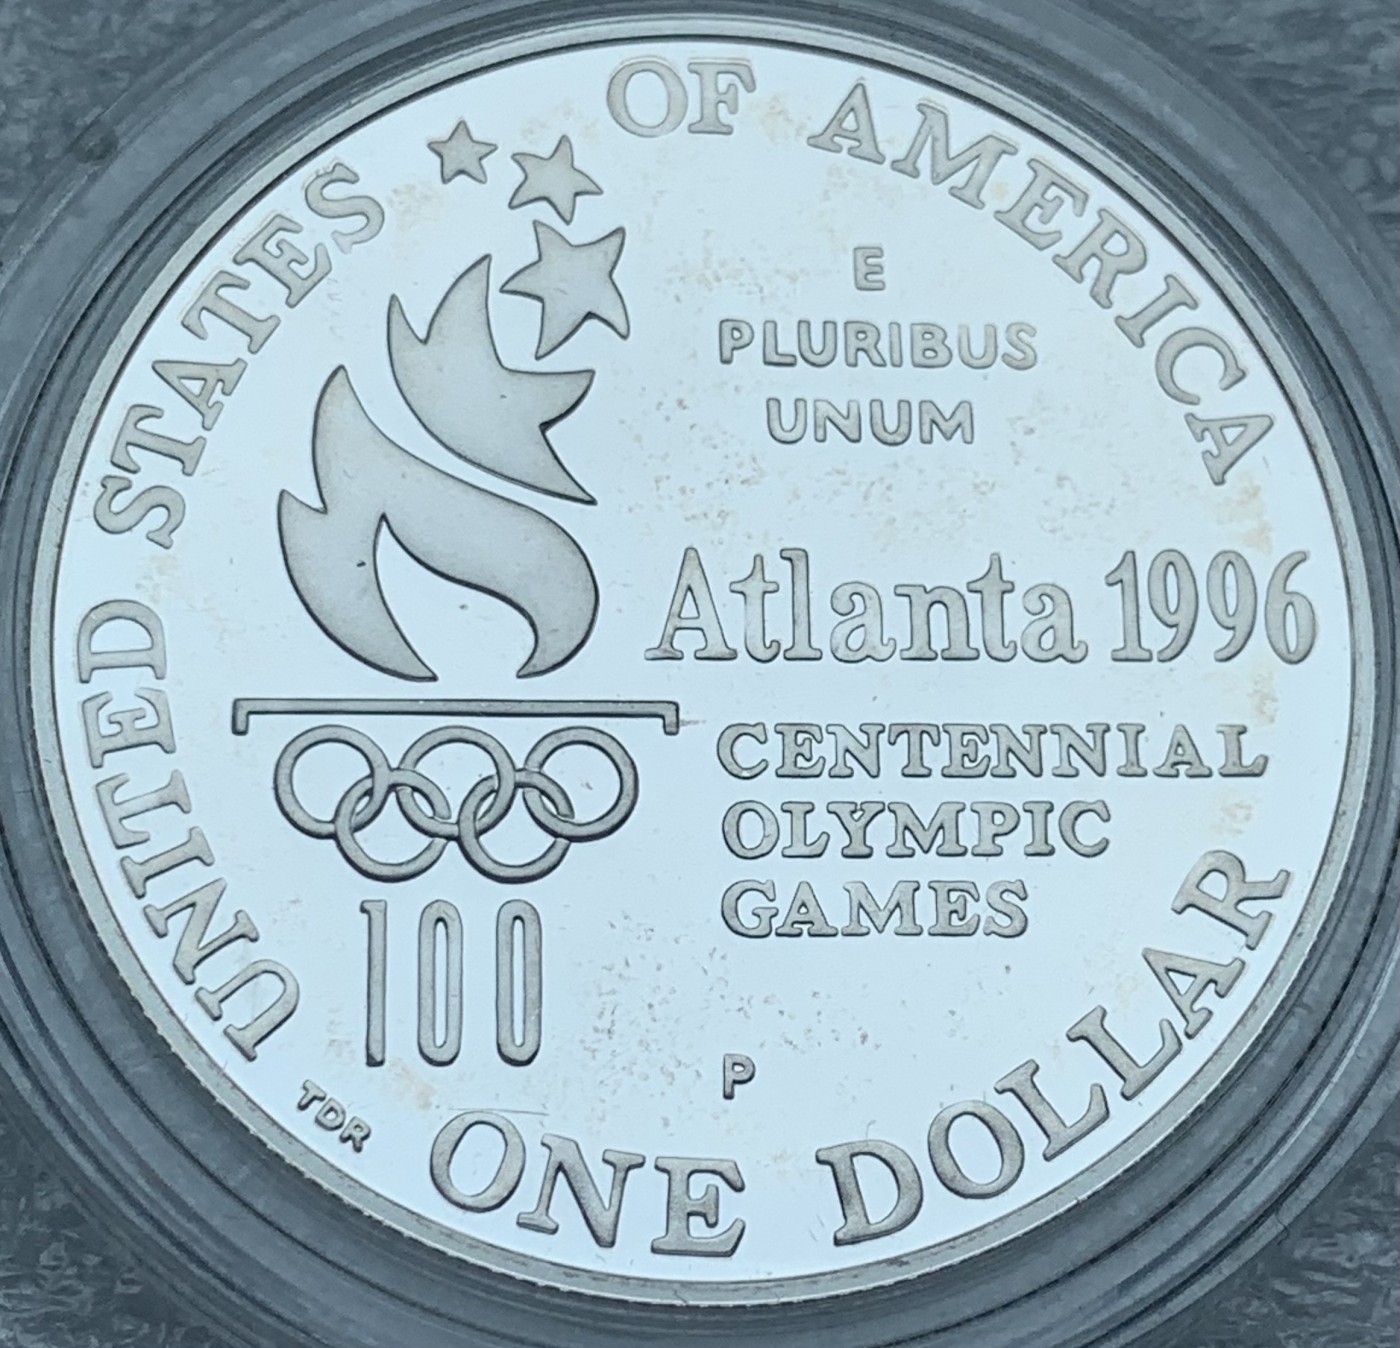 UNITED STATES OF AMERICA
E
PLURIBUS
UNUM
Atlanta 1996
CENTENNIAL
OLYMPIC
GAMES
100
P
TDR
ONE DOLLAR